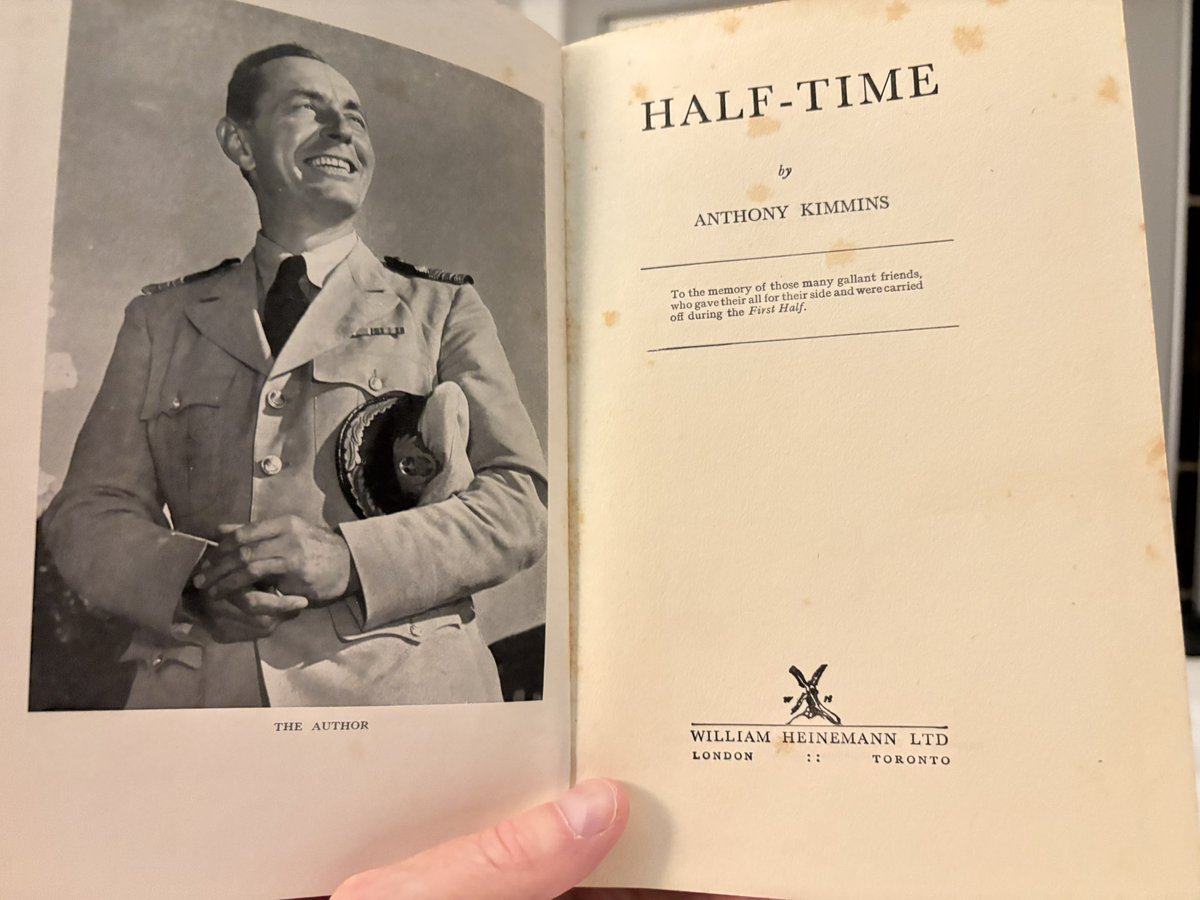 THE AUTHOR
HALF-TIME
by
ANTHONY KIMMINS
To the memory of those many gallant friends,
who gave their all for their side and were carried
off during the First Half.
W H
WILLIAM HEINEMANN LTD
LONDON :: TORONTO